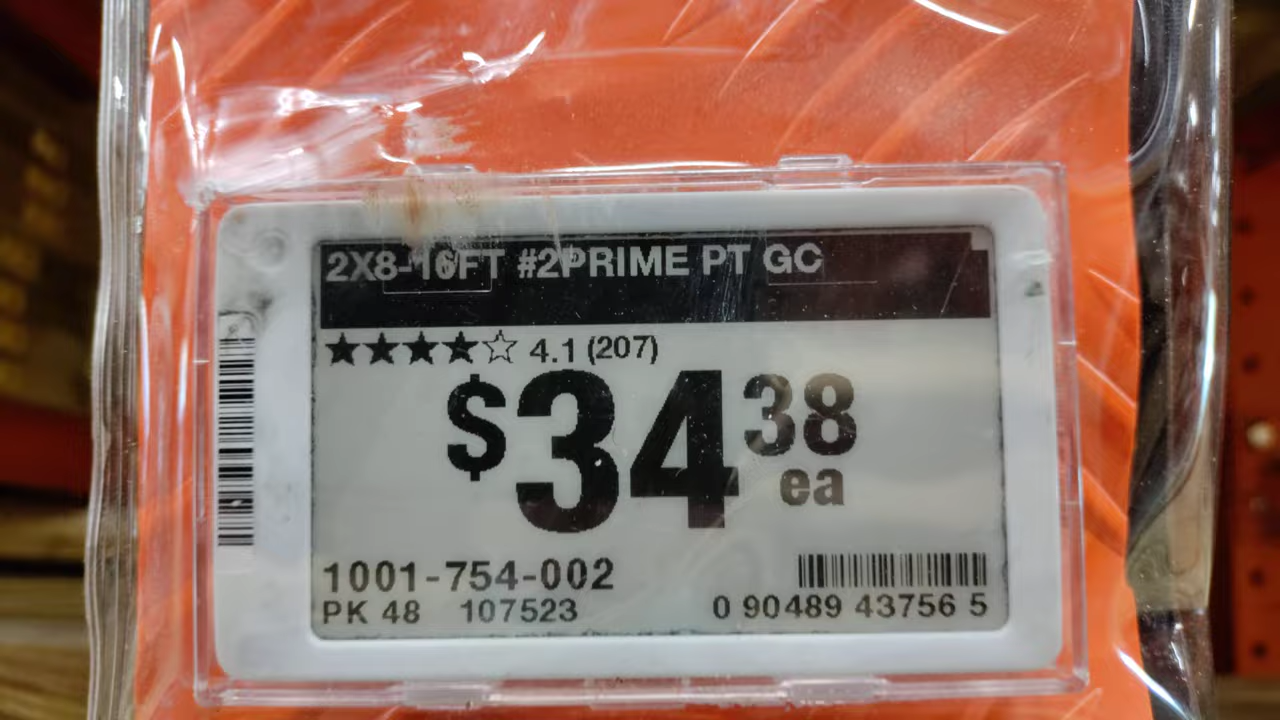 2X8-16FT #2PRIME PT GC
4.1 (207)
$34 38
ea
1001-754-002
PK 48 107523
0 90489 43756 5